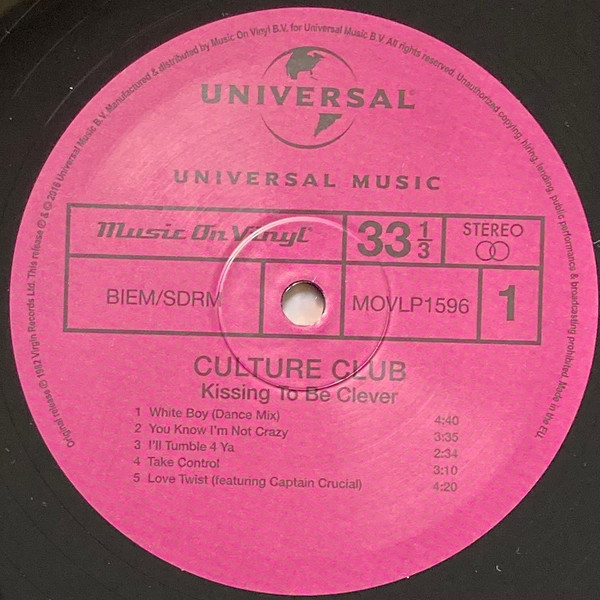 Original release ℗ 1982 Virgin Records Ltd. This release ℗ & © 2016 Universal Music B.V. Manufactured & distributed by Music On Vinyl B.V. for Universal Music B.V. All rights reserved. Unauthorized copying, hiring, lending, public performance & broadcasting prohibited. Made in the EU.
UNIVERSAL
UNIVERSAL MUSIC
Music On Vinyl
33 1/3
STEREO
BIEM/SDRM
MOVLP1596
1
CULTURE CLUB
Kissing To Be Clever
1 White Boy (Dance Mix) 4:40
2 You Know I'm Not Crazy 3:35
3 I'll Tumble 4 Ya 2:34
4 Take Control 3:10
5 Love Twist (featuring Captain Crucial) 4:20